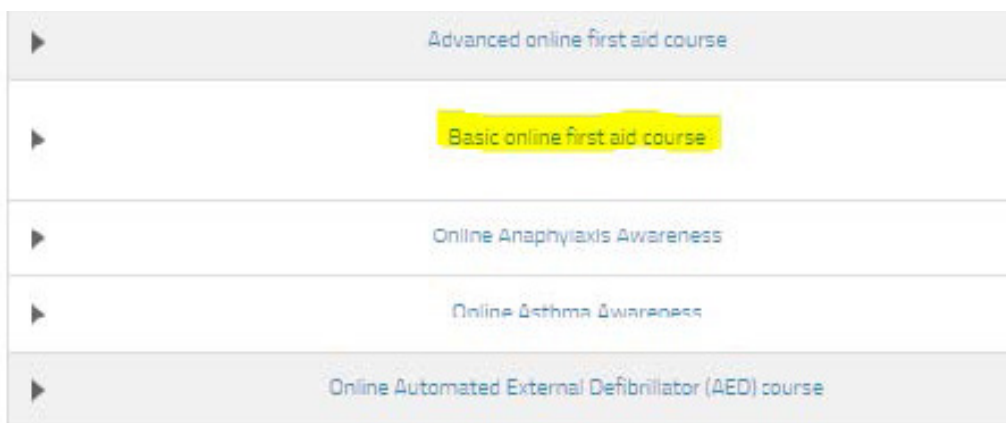 Advanced online first aid course
Basic online first aid course
Online Anaphylaxis Awareness
Online Asthma Awareness
Online Automated External Defibrillator (AED) course